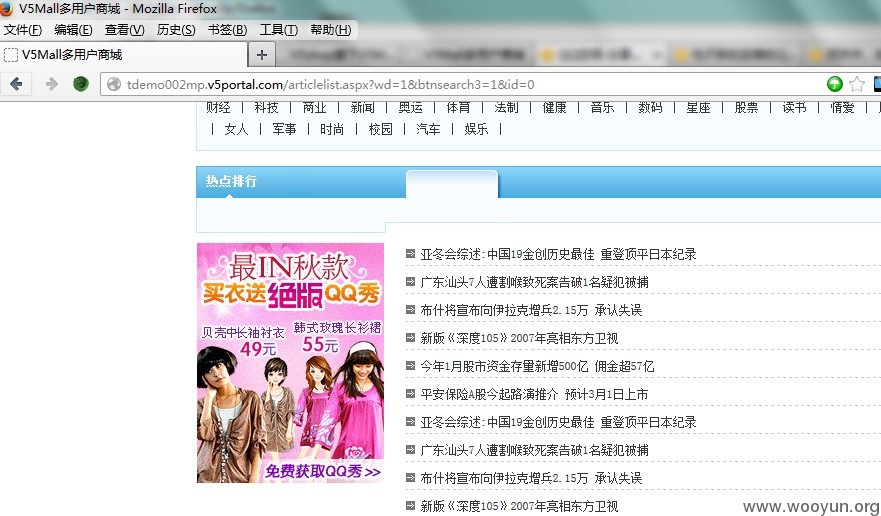 V5Mall多用户商城 - Mozilla Firefox
文件(F) 编辑(E) 查看(V) 历史(S) 书签(B) 工具(T) 帮助(H)
V5Mall多用户商城 +
tdemo002mp.v5portal.com/articlelist.aspx?wd=1&btnsearch3=1&id=0
财经 | 科技 | 商业 | 新闻 | 奥运 | 体育 | 法制 | 健康 | 音乐 | 数码 | 星座 | 股票 | 读书 | 情爱 |
| 女人 | 军事 | 时尚 | 校园 | 汽车 | 娱乐 |
热点排行
亚冬会综述:中国19金创历史最佳 重登顶平日本纪录
广东汕头7人遭割喉致死案告破1名疑犯被捕
布什将宣布向伊拉克增兵2.15万 承认失误
新版《深度105》2007年亮相东方卫视
今年1月股市资金存量新增500亿 佣金超57亿
平安保险A股今起路演推介 预计3月1日上市
亚冬会综述:中国19金创历史最佳 重登顶平日本纪录
广东汕头7人遭割喉致死案告破1名疑犯被捕
布什将宣布向伊拉克增兵2.15万 承认失误
新版《深度105》2007年亮相东方卫视
最IN秋款
买衣送绝版QQ秀
贝壳中长袖衬衣 韩式玫瑰长衫裙
49元 55元
免费获取QQ秀 >>
www.wooyun.org